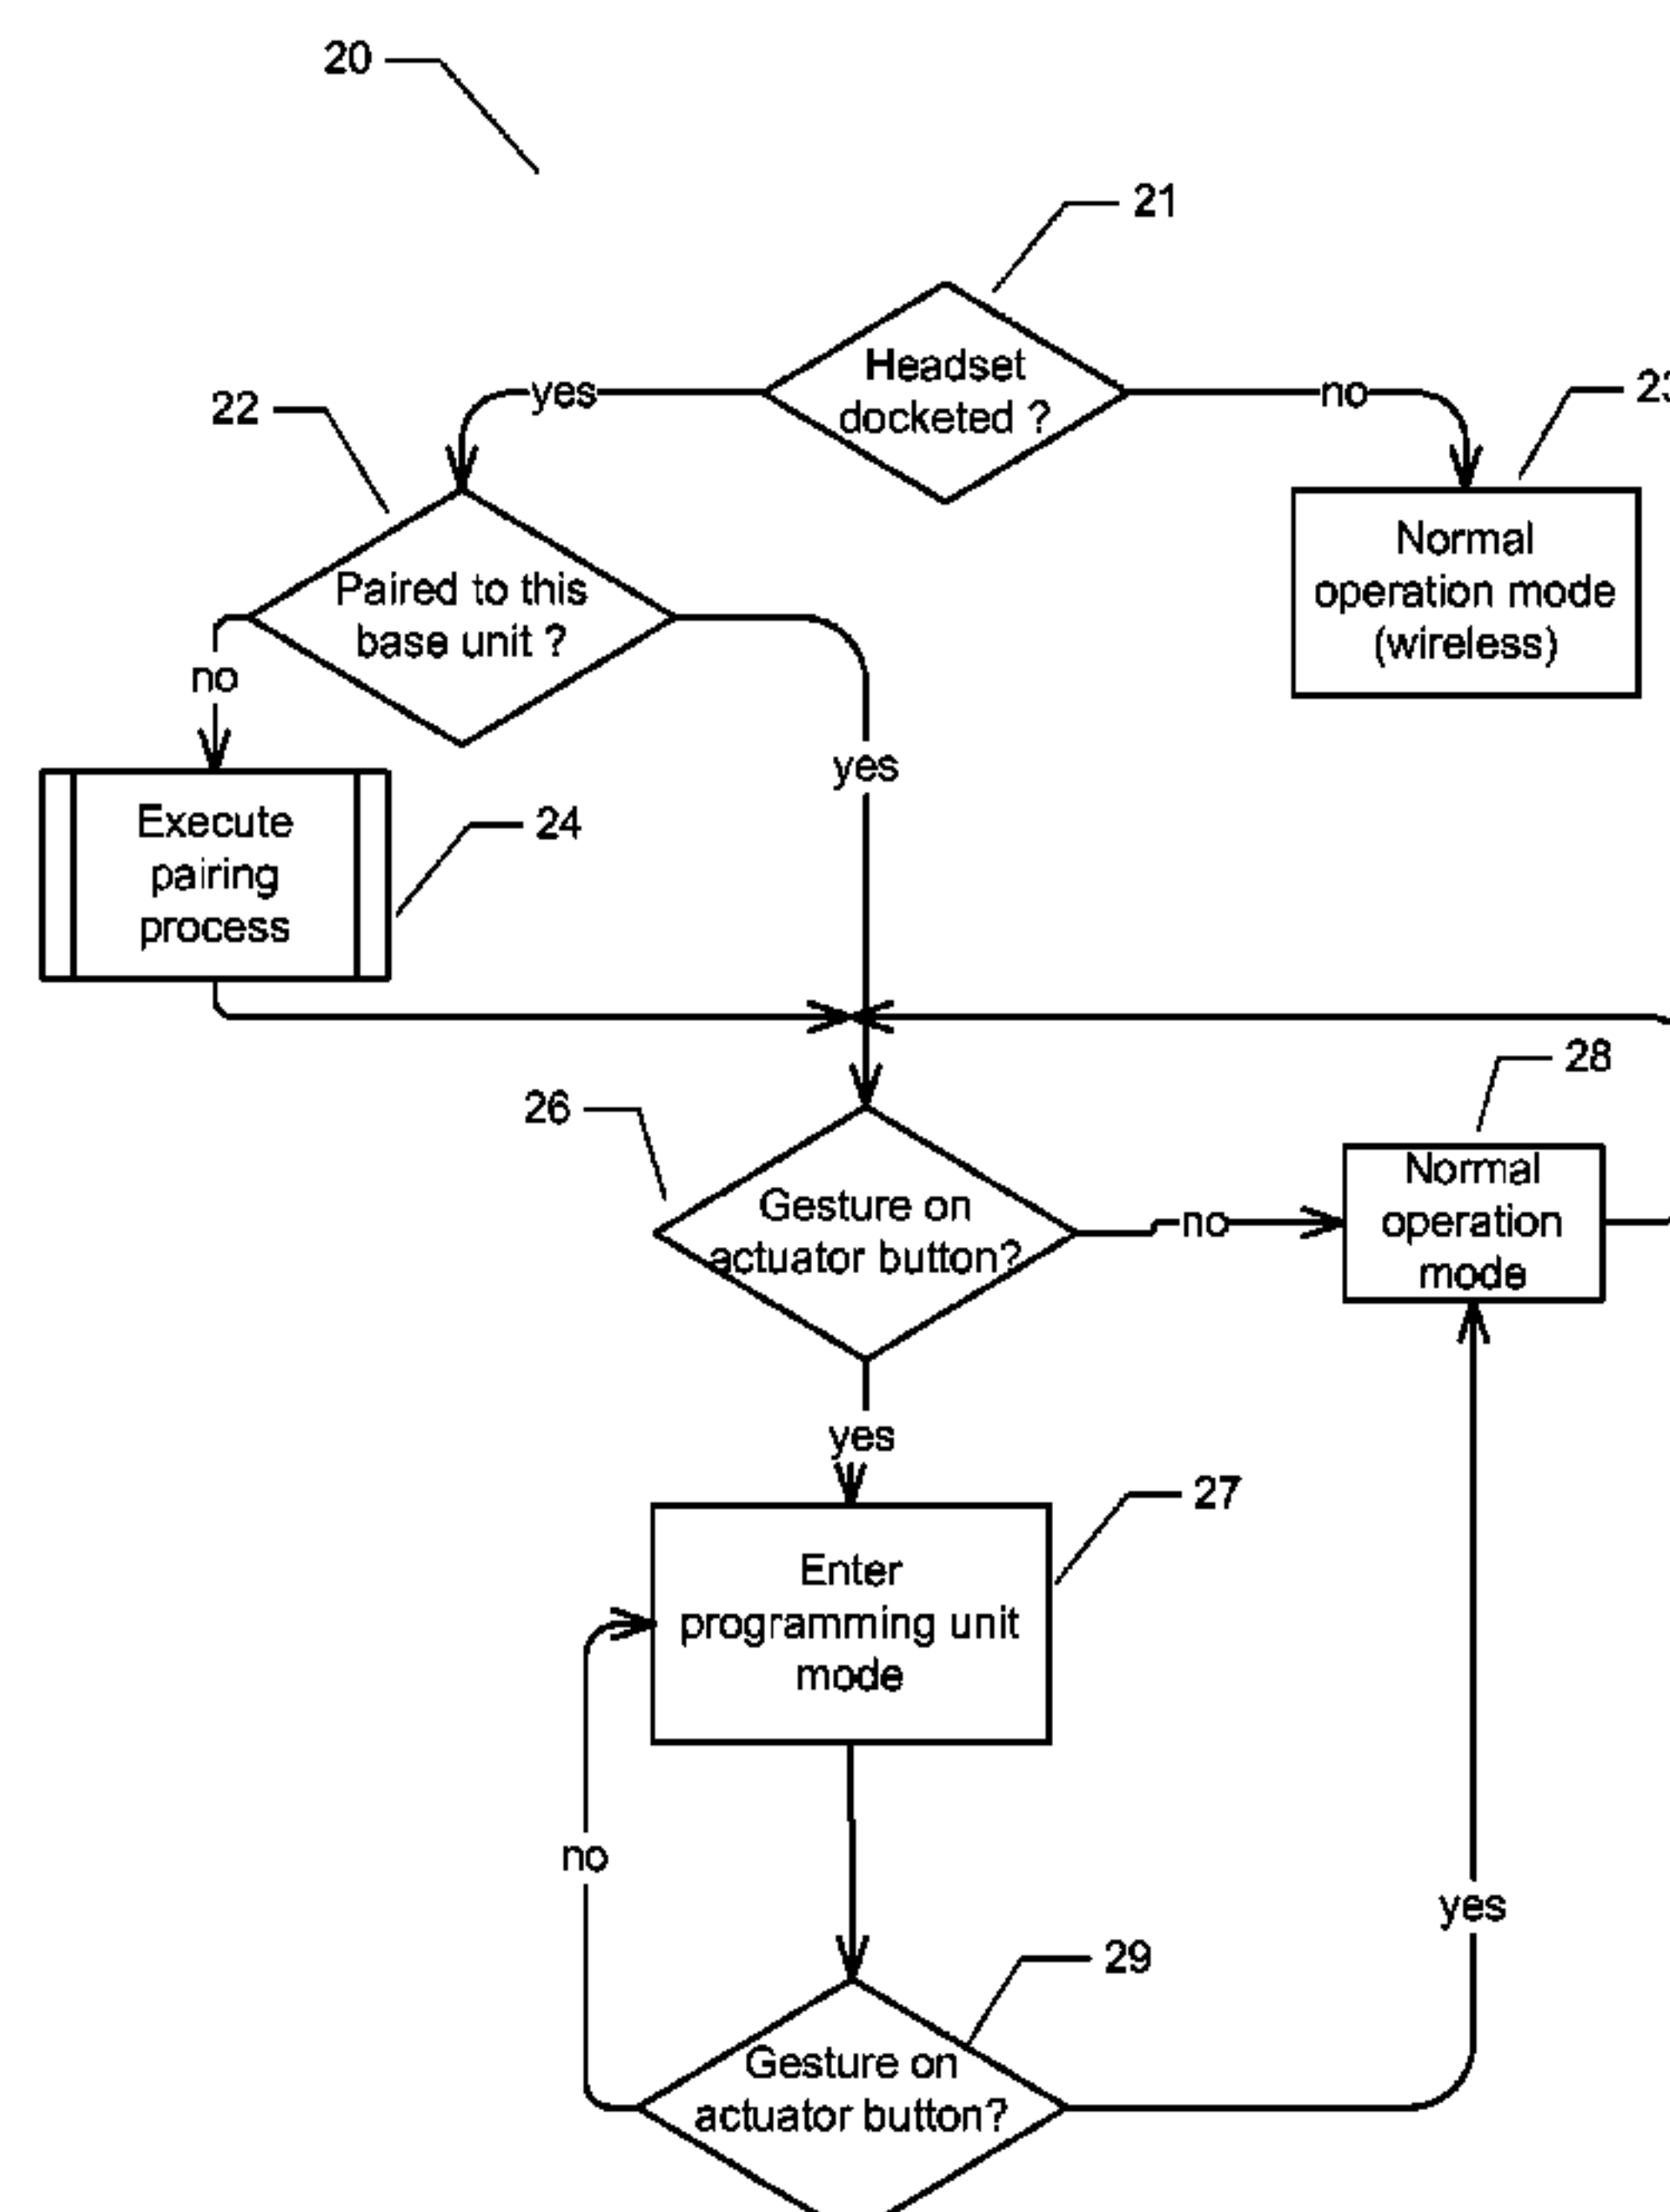 20
21
Headset
docketed ?
yes
no
22
23
Paired to this
base unit ?
Normal
operation mode
(wireless)
no
yes
Execute
pairing
process
24
28
26
Gesture on
actuator button?
no
Normal
operation
mode
yes
27
Enter
programming unit
mode
no
yes
29
Gesture on
actuator button?